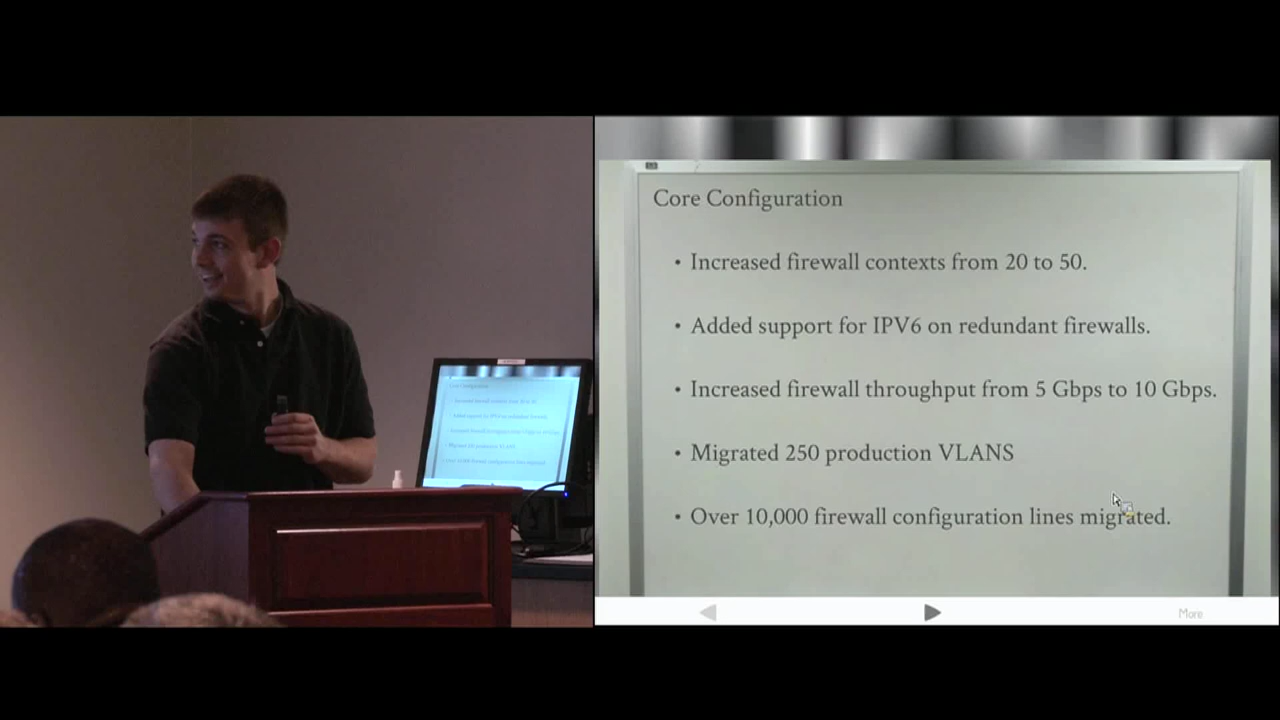 Core Configuration
• Increased firewall contexts from 20 to 50.
• Added support for IPV6 on redundant firewalls.
• Increased firewall throughput from 5 Gbps to 10 Gbps.
• Migrated 250 production VLANS
• Over 10,000 firewall configuration lines migrated.
More